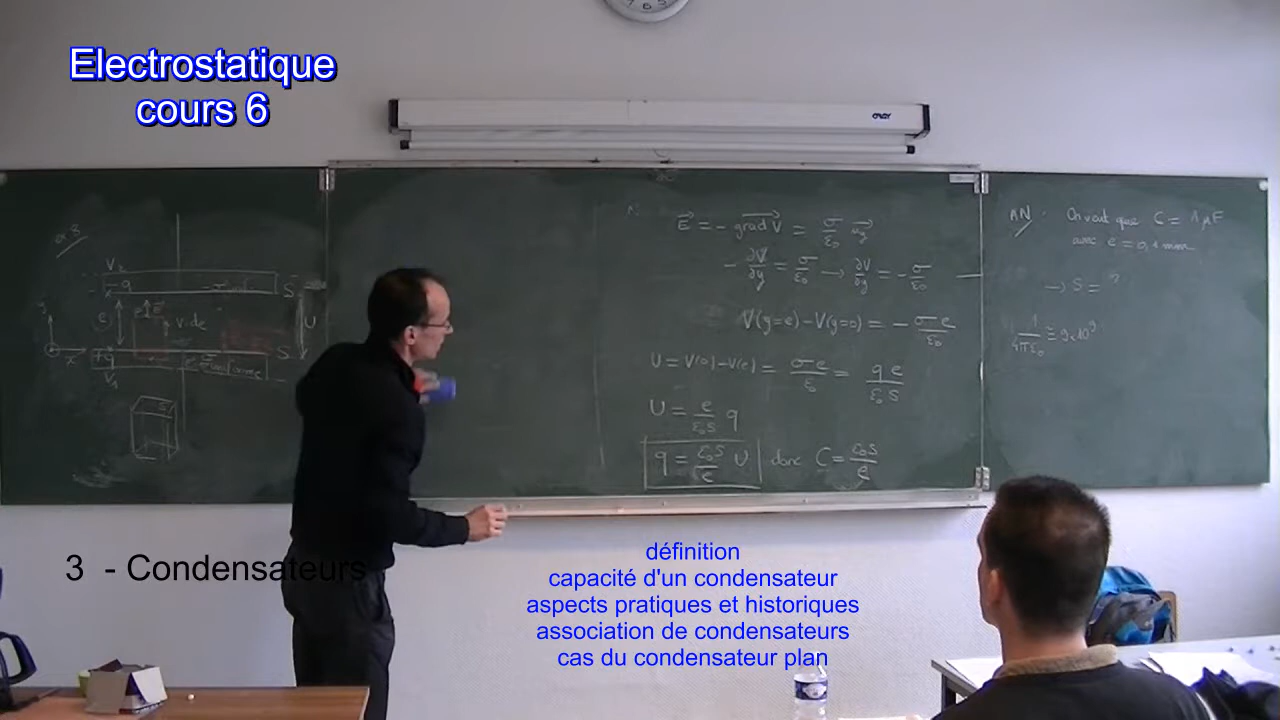 Electrostatique
cours 6
E⃗ = - grad V⃗ = σ/ε₀ u⃗y
- ∂V/∂y = σ/ε₀ → ∂V/∂y = - σ/ε₀
V(y=e) - V(y=0) = - σe/ε₀
U = V(0) - V(e) = σe/ε₀ = qe/ε₀S
U = e/ε₀S q
q = ε₀S/e U donc C = ε₀S/e
AN : On veut que C = 1 μF
avec e = 0,1 mm
→ S = ?
1/4πε₀ ≅ 9×10⁹
V₂
- q
S
e
vide
U
x
+q
S
V₁
3 - Condensateurs
définition
capacité d'un condensateur
aspects pratiques et historiques
association de condensateurs
cas du condensateur plan